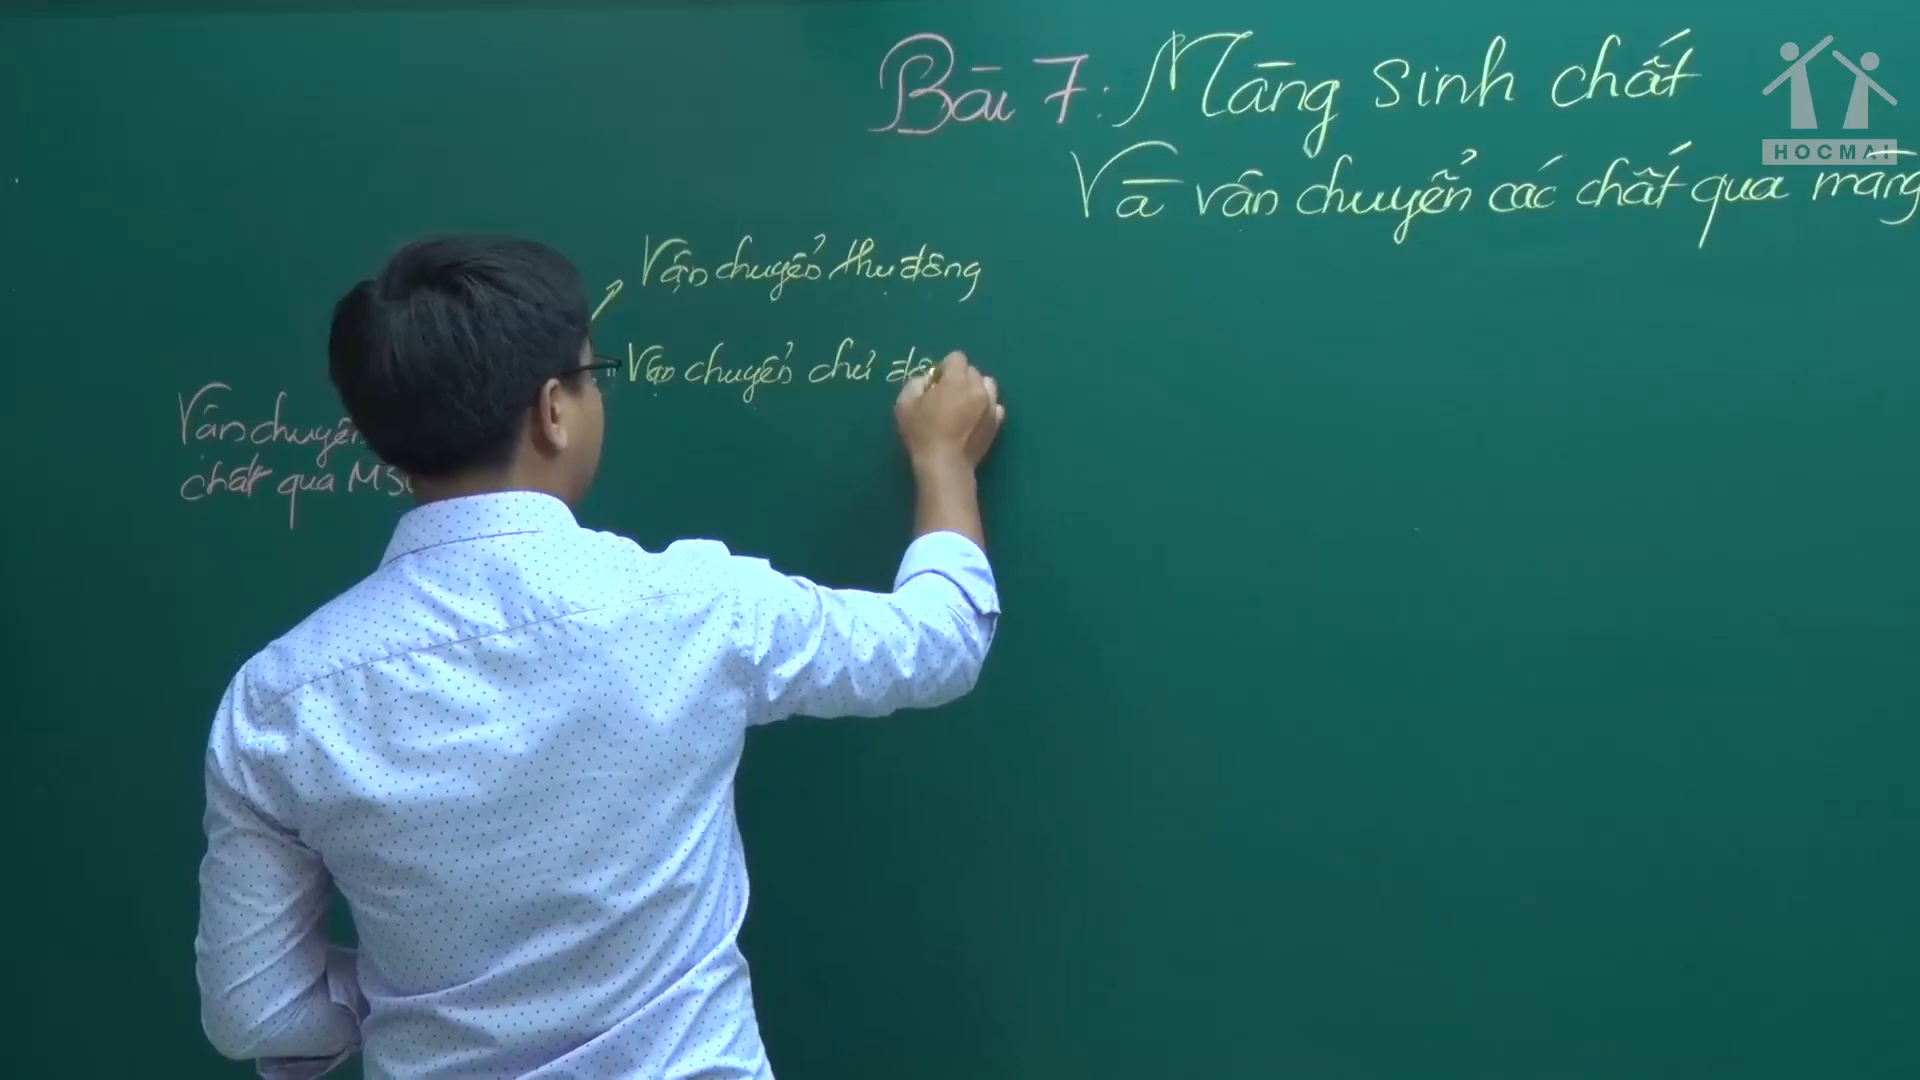 Bài 7: Màng sinh chất
Và vận chuyển các chất qua màng
HOCMAI
Vận chuyển thụ động
Vận chuyển chủ
Vận chuyển
chất qua MS